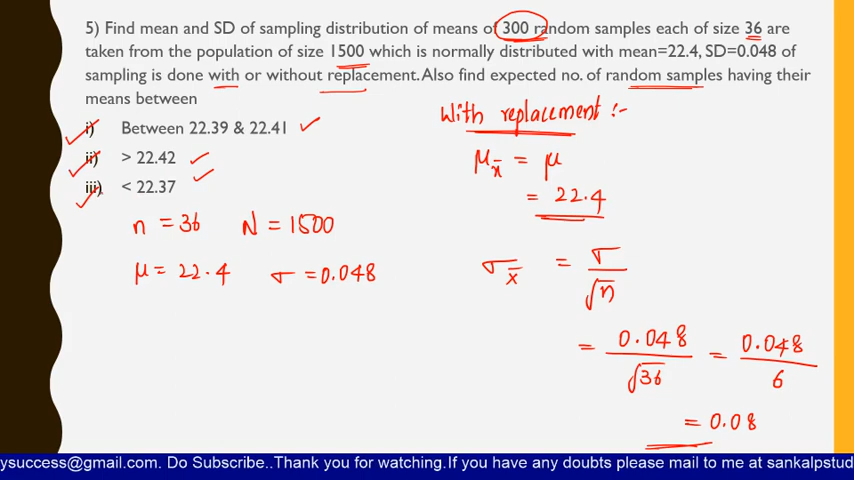 5) Find mean and SD of sampling distribution of means of 300 random samples each of size 36 are
taken from the population of size 1500 which is normally distributed with mean=22.4, SD=0.048 of
sampling is done with or without replacement. Also find expected no. of random samples having their
means between
i) Between 22.39 & 22.41
ii) > 22.42
iii) < 22.37
With replacement :-
μx̄ = μ
= 22.4
n = 36 N = 1500
μ = 22.4 σ = 0.048
σx̄ = σ / √n
= 0.048 / √36 = 0.048 / 6
= 0.08
ysuccess@gmail.com. Do Subscribe..Thank you for watching.If you have any doubts please mail to me at sankalpstud